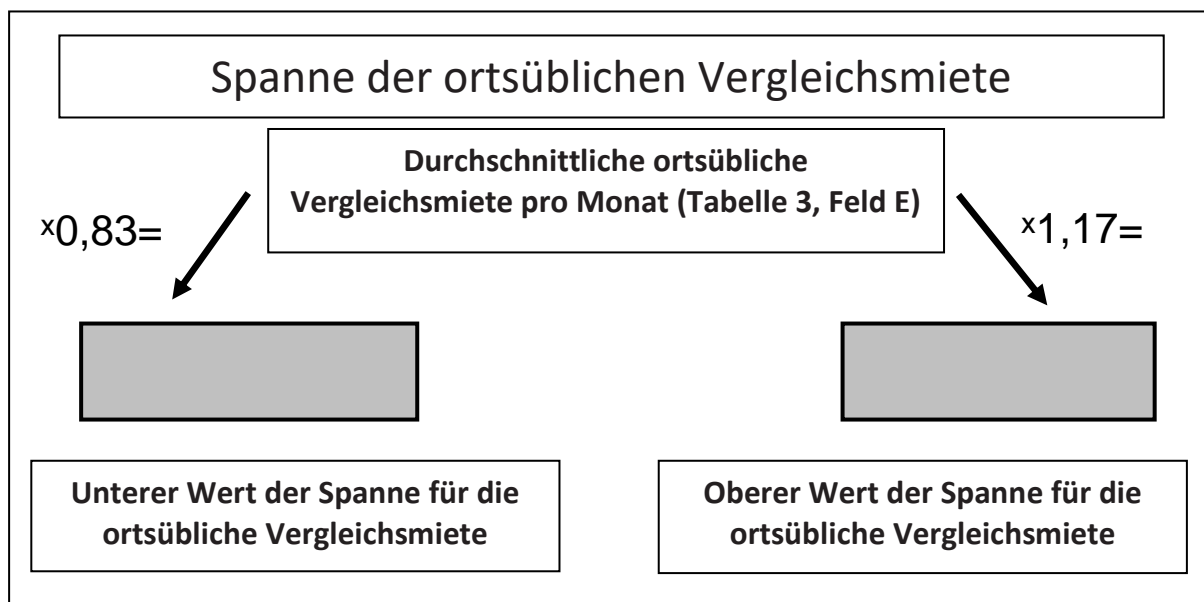 Spanne der ortsüblichen Vergleichsmiete
Durchschnittliche ortsübliche
Vergleichsmiete pro Monat (Tabelle 3, Feld E)
x0,83=
x1,17=
Unterer Wert der Spanne für die
ortsübliche Vergleichsmiete
Oberer Wert der Spanne für die
ortsübliche Vergleichsmiete